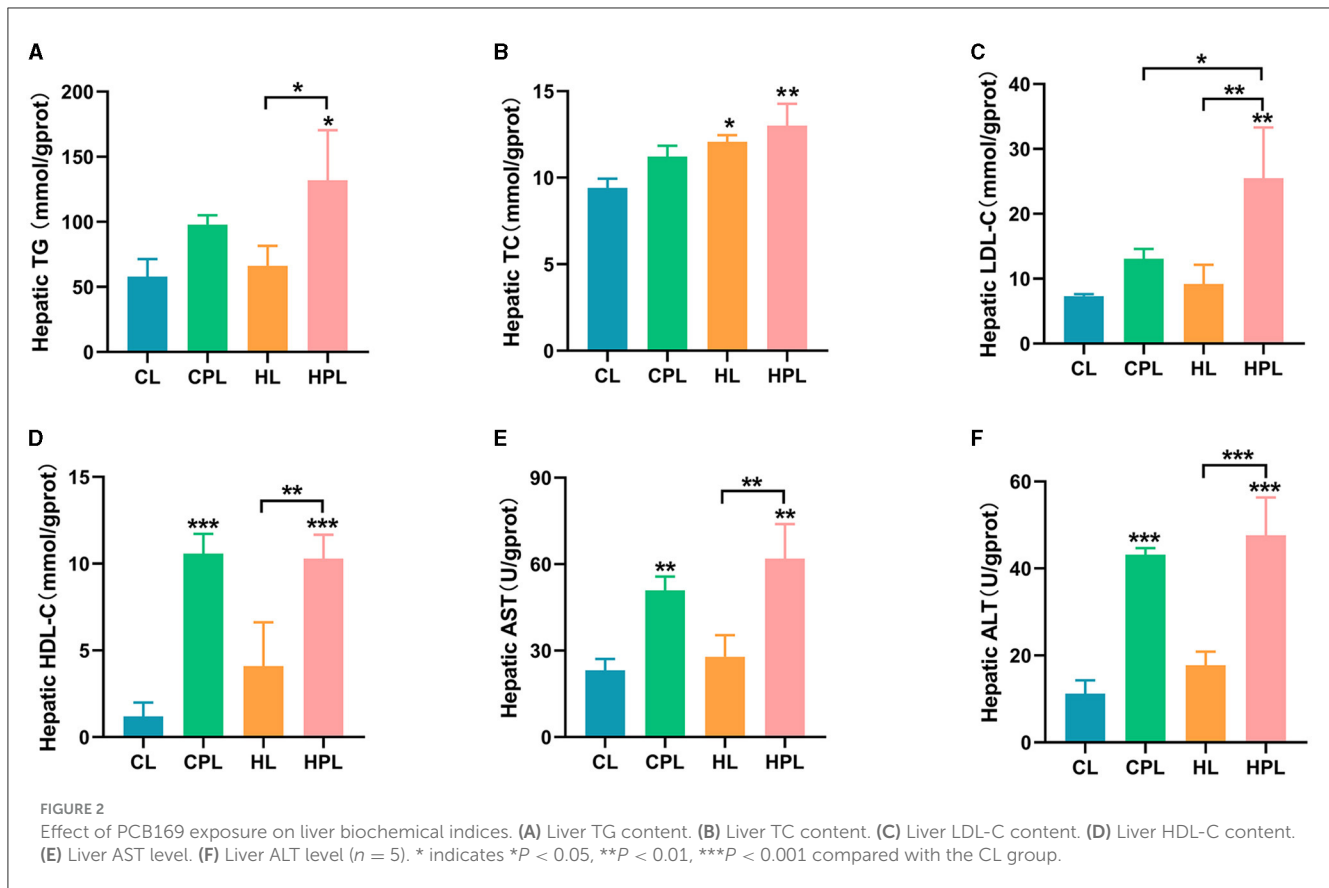 A
Hepatic TG (mmol/gprot)
200
150
100
50
0
*
*
CL CPL HL HPL
B
Hepatic TC(mmol/gprot)
15
10
5
0
*
**
CL CPL HL HPL
C
Hepatic LDL-C(mmol/gprot)
40
30
20
10
0
*
**
**
CL CPL HL HPL
D
Hepatic HDL-C(mmol/gprot)
15
10
5
0
***
**
***
CL CPL HL HPL
E
Hepatic AST(U/gprot)
90
60
30
0
**
**
**
CL CPL HL HPL
F
Hepatic ALT(U/gprot)
60
40
20
0
***
***
***
CL CPL HL HPL
FIGURE 2
Effect of PCB169 exposure on liver biochemical indices. (A) Liver TG content. (B) Liver TC content. (C) Liver LDL-C content. (D) Liver HDL-C content.
(E) Liver AST level. (F) Liver ALT level (n = 5). * indicates *P < 0.05, **P < 0.01, ***P < 0.001 compared with the CL group.